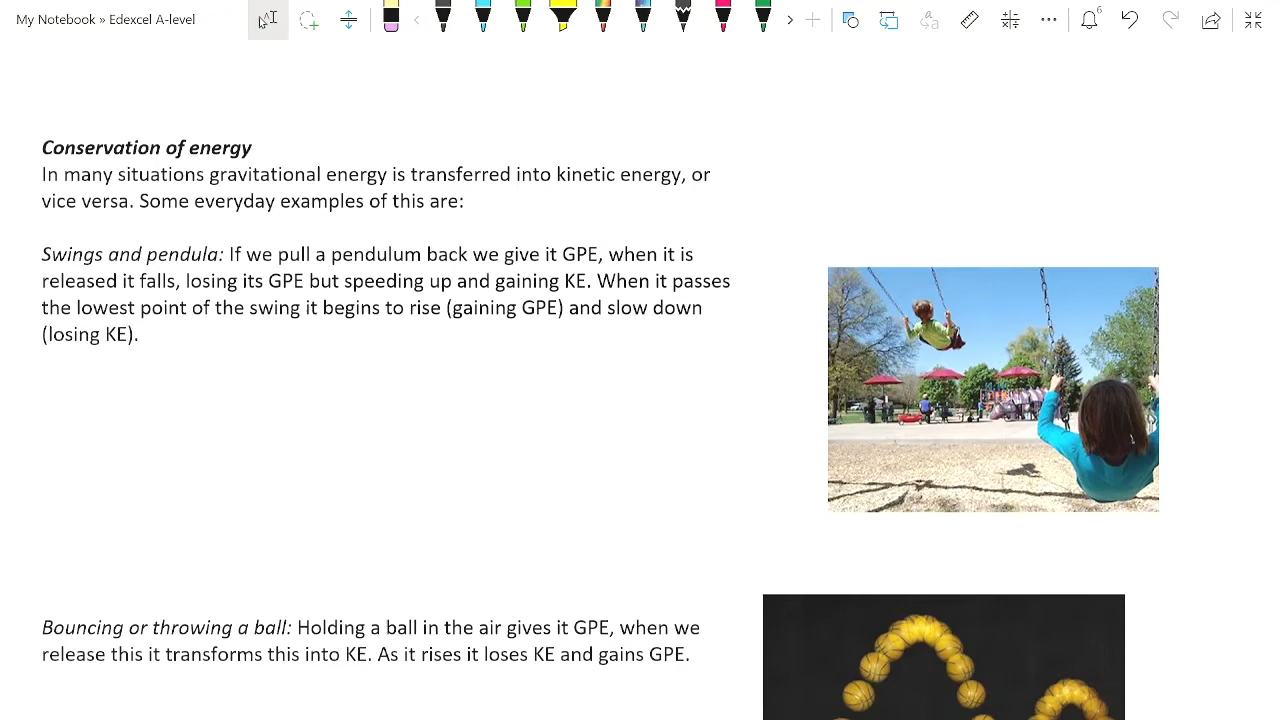 My Notebook » Edexcel A-level
6
Conservation of energy
In many situations gravitational energy is transferred into kinetic energy, or
vice versa. Some everyday examples of this are:
Swings and pendula: If we pull a pendulum back we give it GPE, when it is
released it falls, losing its GPE but speeding up and gaining KE. When it passes
the lowest point of the swing it begins to rise (gaining GPE) and slow down
(losing KE).
Bouncing or throwing a ball: Holding a ball in the air gives it GPE, when we
release this it transforms this into KE. As it rises it loses KE and gains GPE.